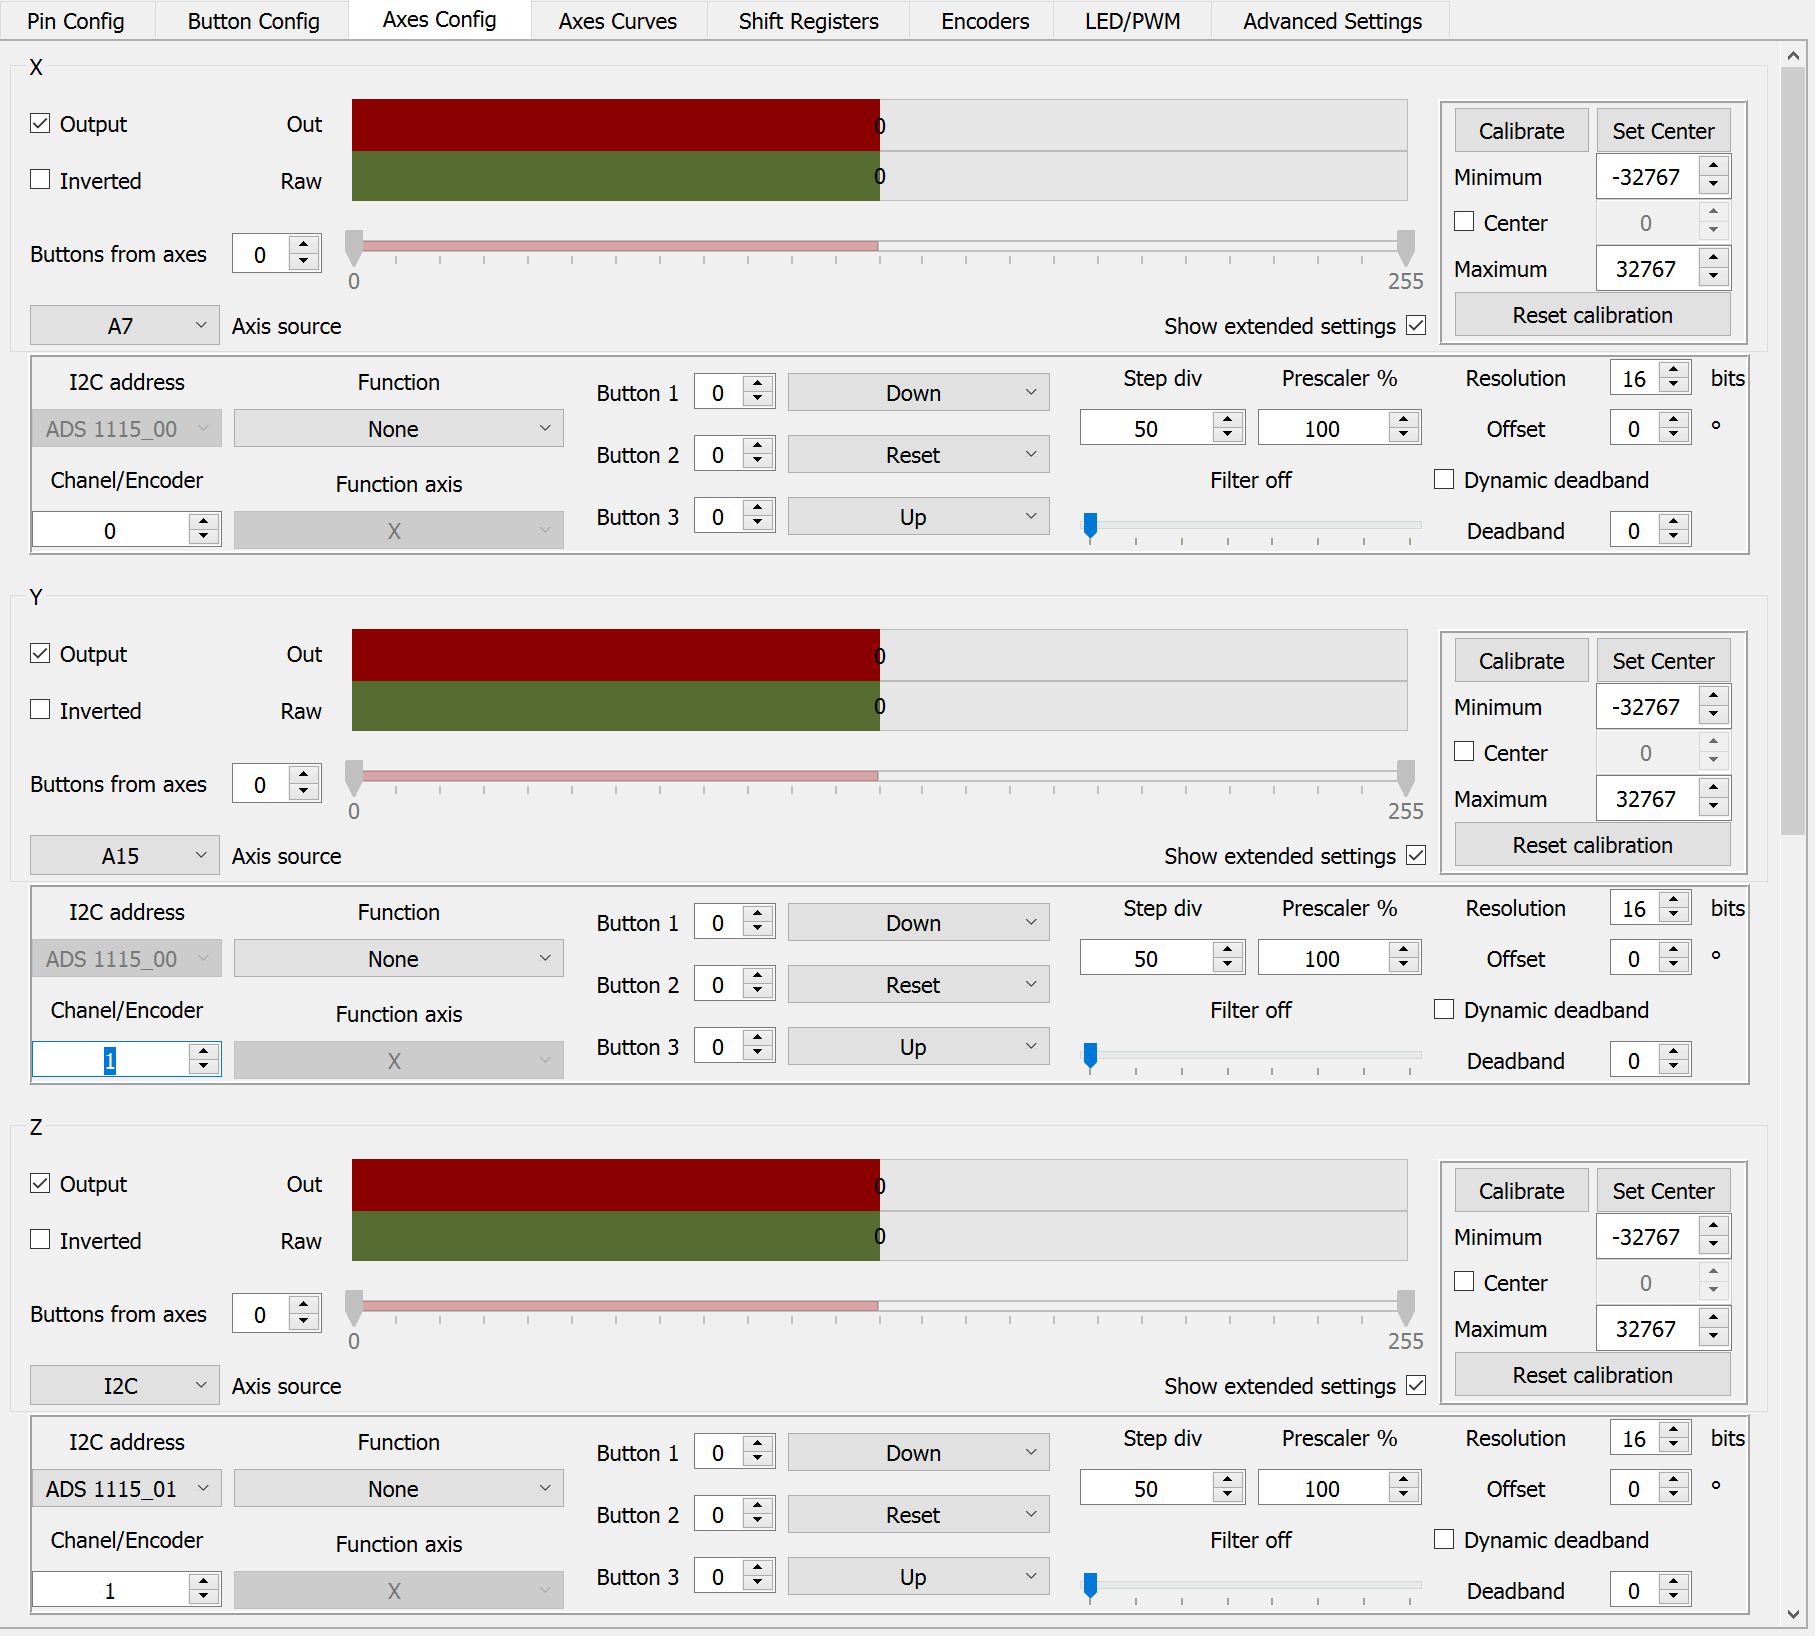 Pin Config Button Config Axes Config Axes Curves Shift Registers Encoders LED/PWM Advanced Settings
X
Output Out 0 Calibrate Set Center
Inverted Raw 0 Minimum -32767
Center 0
Buttons from axes 0 0 255 Maximum 32767
A7 Axis source Show extended settings Reset calibration
I2C address Function Button 1 0 Down Step div Prescaler % Resolution 16 bits
ADS 1115_00 None Button 2 0 Reset 50 100 Offset 0 °
Chanel/Encoder Function axis Filter off Dynamic deadband
0 X Button 3 0 Up Deadband 0
Y
Output Out 0 Calibrate Set Center
Inverted Raw 0 Minimum -32767
Center 0
Buttons from axes 0 0 255 Maximum 32767
A15 Axis source Show extended settings Reset calibration
I2C address Function Button 1 0 Down Step div Prescaler % Resolution 16 bits
ADS 1115_00 None Button 2 0 Reset 50 100 Offset 0 °
Chanel/Encoder Function axis Filter off Dynamic deadband
1 X Button 3 0 Up Deadband 0
Z
Output Out 0 Calibrate Set Center
Inverted Raw 0 Minimum -32767
Center 0
Buttons from axes 0 0 255 Maximum 32767
I2C Axis source Show extended settings Reset calibration
I2C address Function Button 1 0 Down Step div Prescaler % Resolution 16 bits
ADS 1115_01 None Button 2 0 Reset 50 100 Offset 0 °
Chanel/Encoder Function axis Filter off Dynamic deadband
1 X Button 3 0 Up Deadband 0